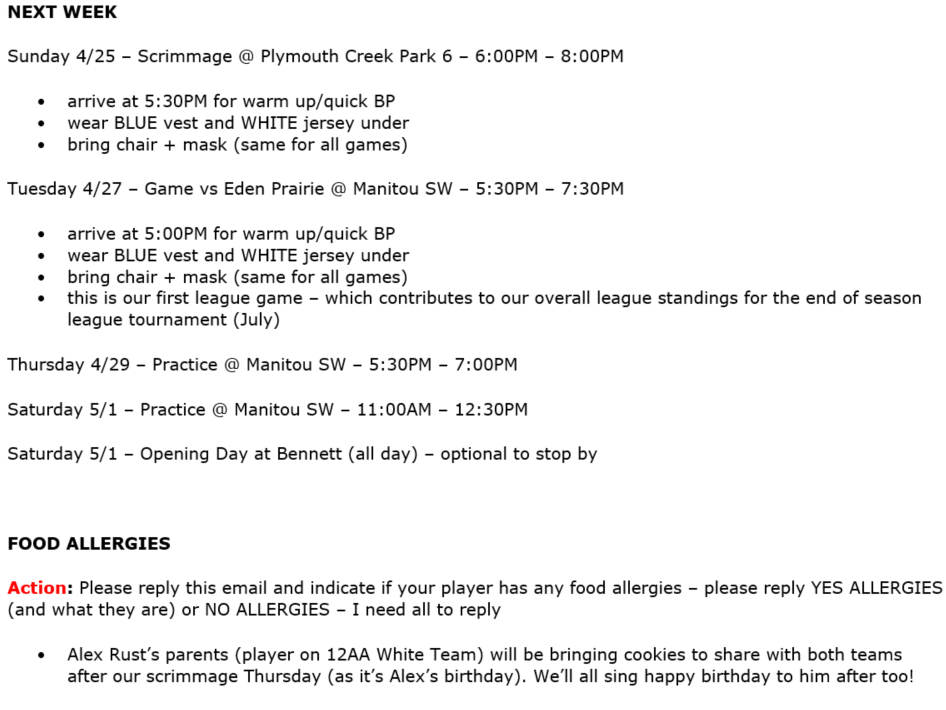 NEXT WEEK
Sunday 4/25 – Scrimmage @ Plymouth Creek Park 6 – 6:00PM – 8:00PM
• arrive at 5:30PM for warm up/quick BP
• wear BLUE vest and WHITE jersey under
• bring chair + mask (same for all games)
Tuesday 4/27 – Game vs Eden Prairie @ Manitou SW – 5:30PM – 7:30PM
• arrive at 5:00PM for warm up/quick BP
• wear BLUE vest and WHITE jersey under
• bring chair + mask (same for all games)
• this is our first league game – which contributes to our overall league standings for the end of season
league tournament (July)
Thursday 4/29 – Practice @ Manitou SW – 5:30PM – 7:00PM
Saturday 5/1 – Practice @ Manitou SW – 11:00AM – 12:30PM
Saturday 5/1 – Opening Day at Bennett (all day) – optional to stop by
FOOD ALLERGIES
Action: Please reply this email and indicate if your player has any food allergies – please reply YES ALLERGIES
(and what they are) or NO ALLERGIES – I need all to reply
• Alex Rust’s parents (player on 12AA White Team) will be bringing cookies to share with both teams
after our scrimmage Thursday (as it’s Alex’s birthday). We’ll all sing happy birthday to him after too!